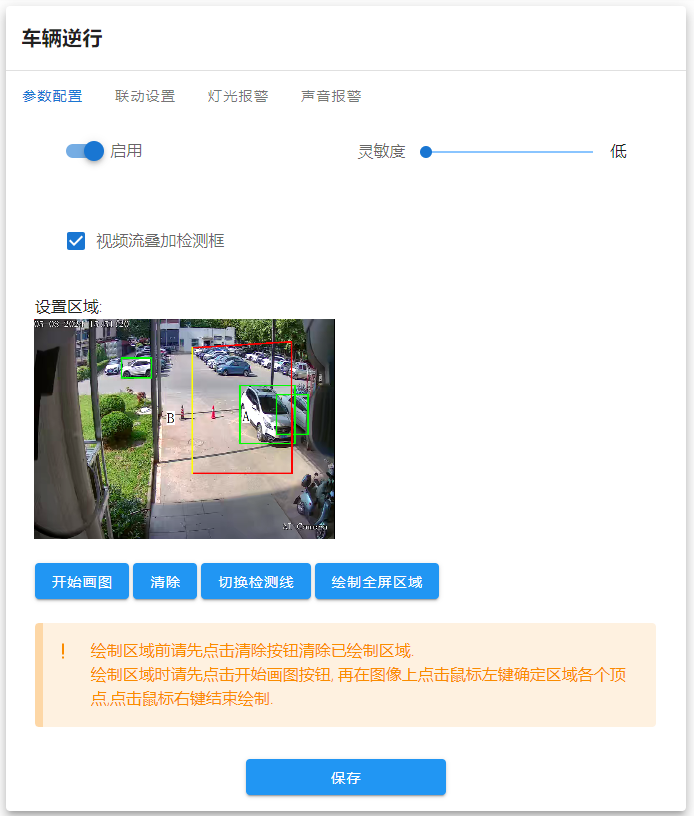 车辆逆行
参数配置 联动设置 灯光报警 声音报警
启用 灵敏度 低
视频流叠加检测框
设置区域:
B A
AI Camera
开始画图 清除 切换检测线 绘制全屏区域
! 绘制区域前请先点击清除按钮清除已绘制区域.
绘制区域时请先点击开始画图按钮, 再在图像上点击鼠标左键确定区域各个顶
点,点击鼠标右键结束绘制.
保存